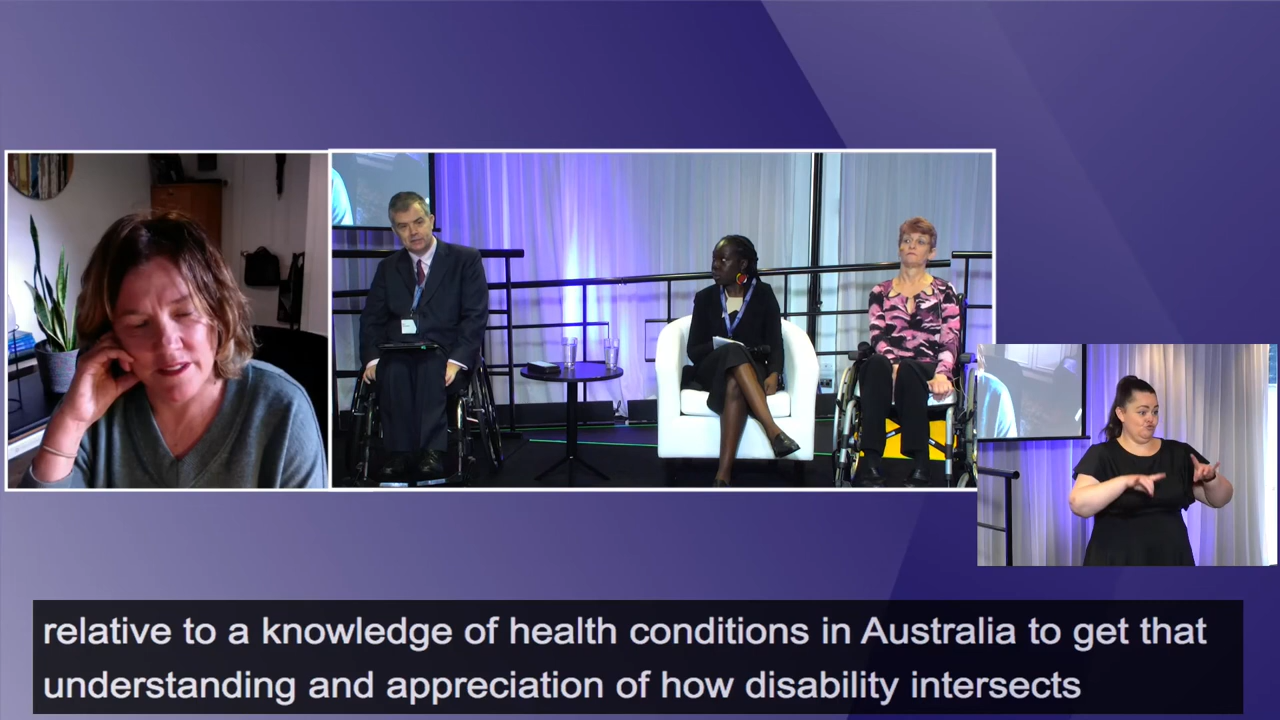 relative to a knowledge of health conditions in Australia to get that
understanding and appreciation of how disability intersects